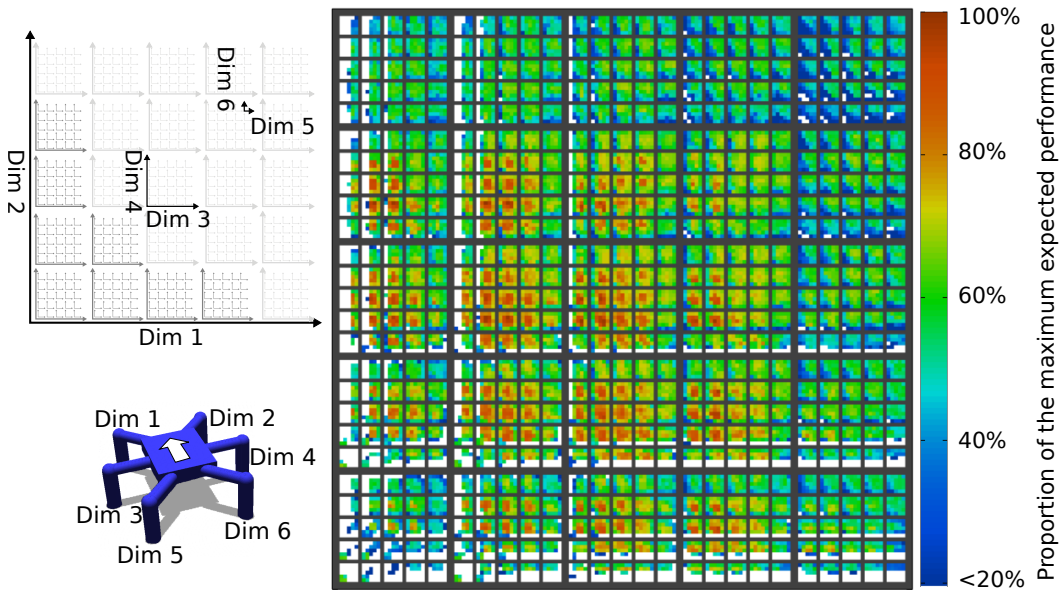 Dim 2
Dim 1
Dim 4
Dim 3
Dim 6
Dim 5
Dim 1
Dim 2
Dim 4
Dim 3
Dim 6
Dim 5
100%
80%
60%
40%
<20%
Proportion of the maximum expected performance